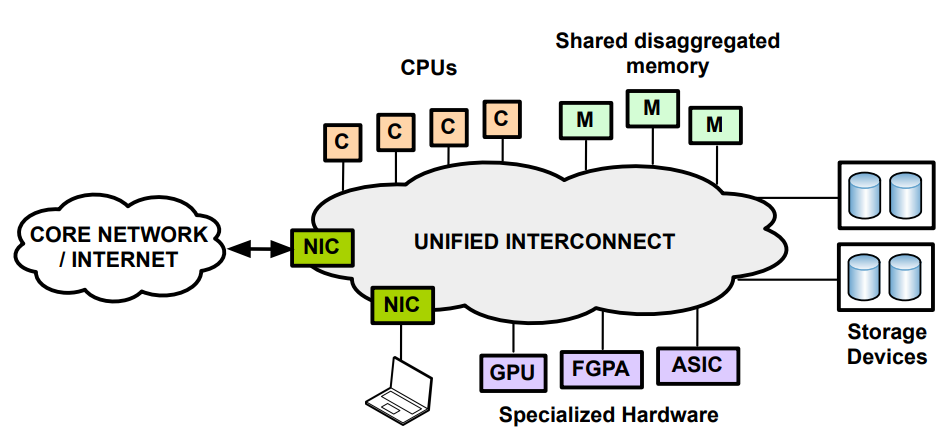 Shared disaggregated
memory
CPUs
C
C
C
C
M
M
M
CORE NETWORK
/ INTERNET
NIC
UNIFIED INTERCONNECT
NIC
GPU
FGPA
ASIC
Storage
Devices
Specialized Hardware